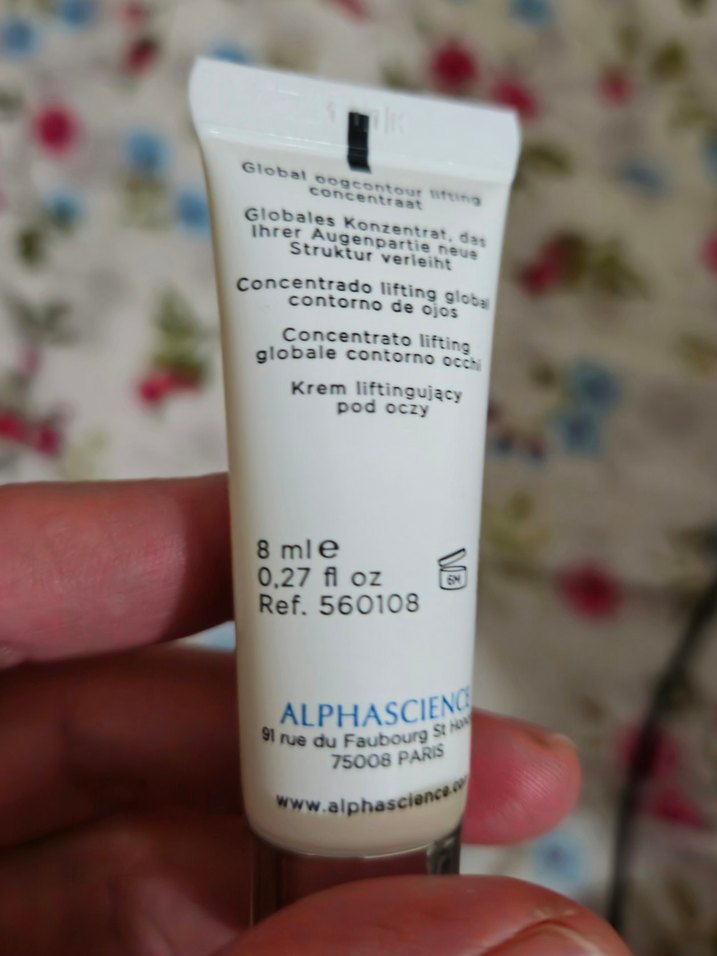 Global oogcontour lifting
concentraat
Globales Konzentrat, das
Ihrer Augenpartie neue
Struktur verleiht
Concentrado lifting global
contorno de ojos
Concentrato lifting
globale contorno occhi
Krem liftingujący
pod oczy
8 ml ℮
0,27 fl oz
Ref. 560108
6M
ALPHASCIENCE
91 rue du Faubourg St
75008 PARIS
www.alphascience.co